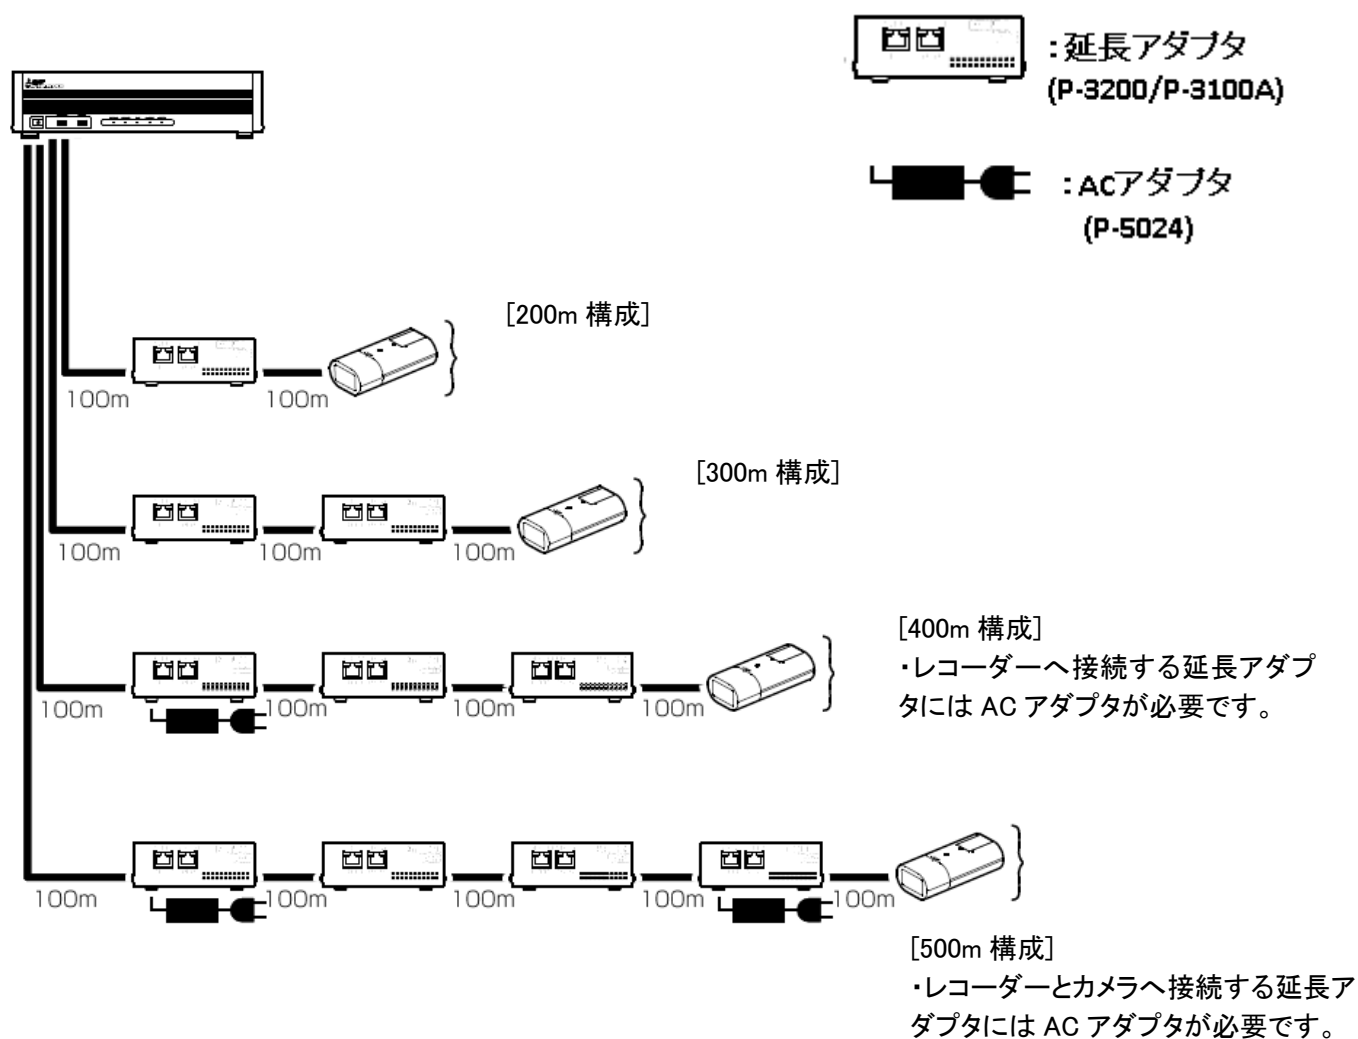 ：延長アダプタ
(P-3200/P-3100A)
：ACアダプタ
(P-5024)
[200m 構成]
100m 100m
[300m 構成]
100m 100m 100m
[400m 構成]
・レコーダーへ接続する延長アダプ
タには AC アダプタが必要です。
100m 100m 100m 100m
100m 100m 100m 100m 100m
[500m 構成]
・レコーダーとカメラへ接続する延長ア
ダプタには AC アダプタが必要です。